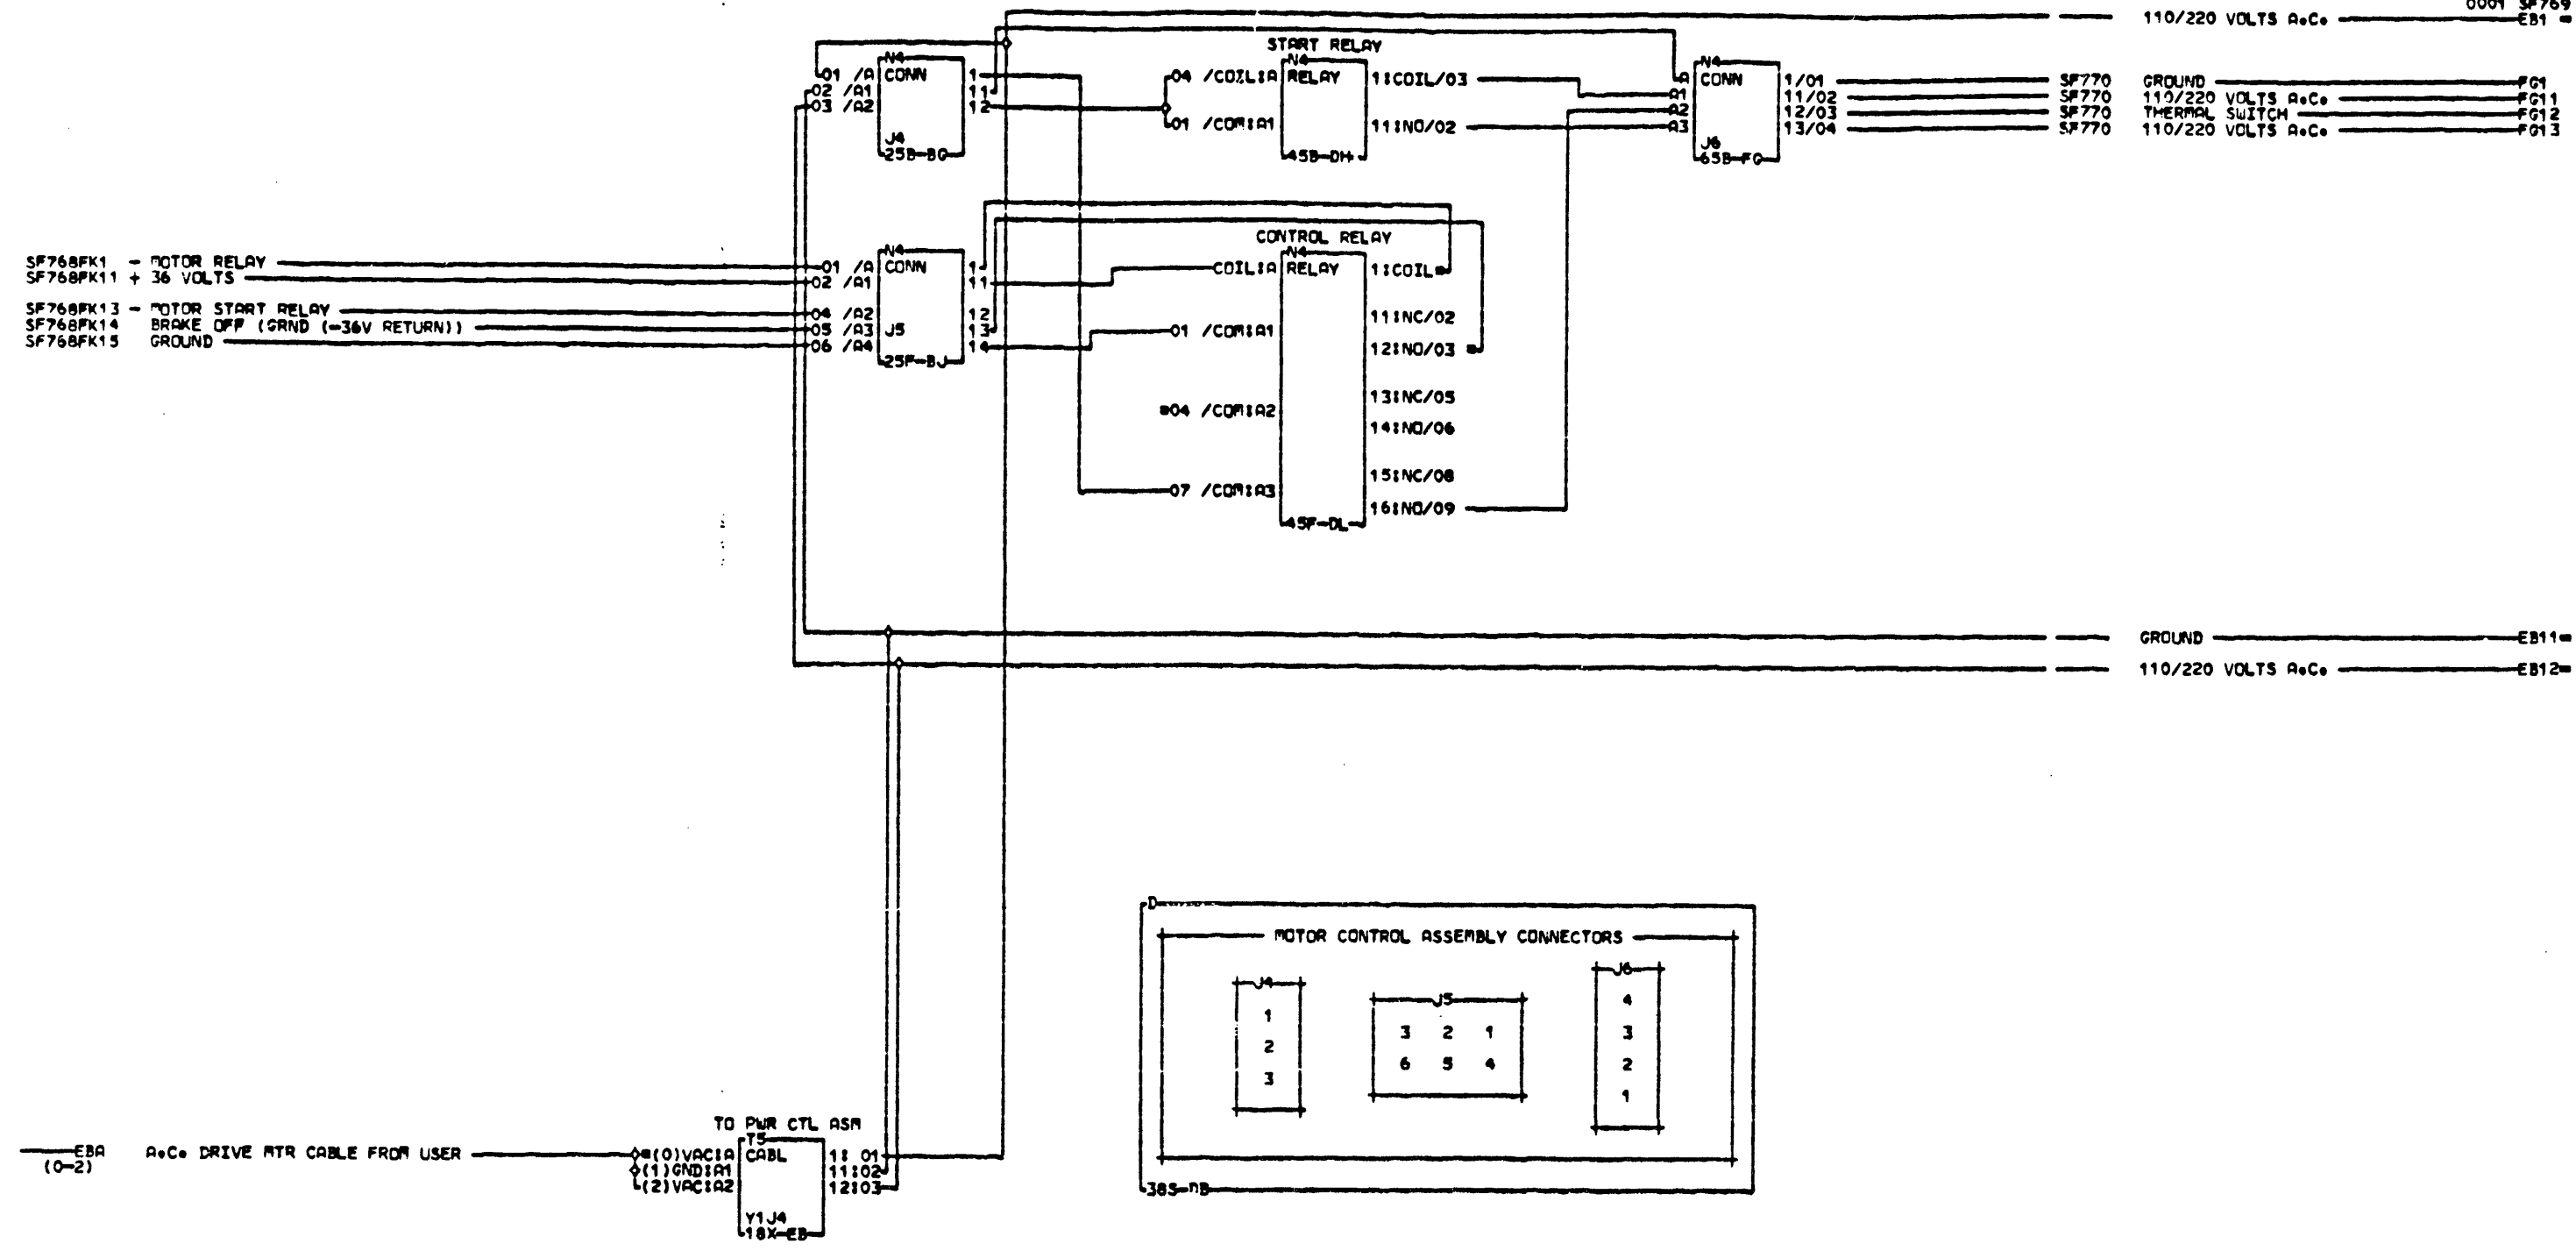 0001 SF769
110/220 VOLTS A.C. EB1
START RELAY
N4
01 /A CONN 1
02 /A1 11
03 /A2 12
J4
25B-BG
N4
04 /COIL:A RELAY 1:COIL/03
01 /COM:A1 11:NO/02
45B-DH
N4
A CONN 1/01 SF770 GROUND FG1
A1 11/02 SF770 110/220 VOLTS A.C. FG11
A2 12/03 SF770 THERMAL SWITCH FG12
A3 13/04 SF770 110/220 VOLTS A.C. FG13
J6
65B-FG
SF768FK1 - MOTOR RELAY
SF768FK11 + 36 VOLTS
SF768FK13 - MOTOR START RELAY
SF768FK14 BRAKE OFF (GRND (-36V RETURN))
SF768FK15 GROUND
N4
01 /A CONN 1
02 /A1 11
04 /A2 12
05 /A3 J5 13
06 /A4 14
25F-BJ
CONTROL RELAY
N4
COIL:A RELAY 1:COIL
11:NC/02
01 /COM:A1
12:NO/03
13:NC/05
04 /COM:A2
14:NO/06
15:NC/08
07 /COM:A3
16:NO/09
45F-DL
GROUND EB11
110/220 VOLTS A.C. EB12
D
MOTOR CONTROL ASSEMBLY CONNECTORS
J4
1
2
3
J5
3 2 1
6 5 4
J6
4
3
2
1
38S-DB
TO PWR CTL ASM
T5
EBA A.C. DRIVE MTR CABLE FROM USER (0)VAC:A CABL 1: 01
(0-2) (1)GND:A1 11:02
(2)VAC:A2 12:03
Y1J4
18X-EB